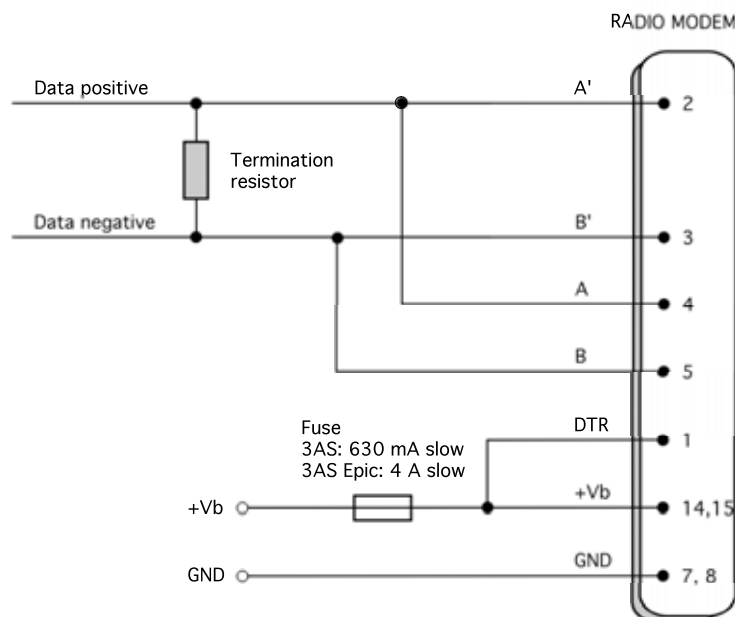 RADIO MODEM
Data positive
A'
2
Termination
resistor
Data negative
B'
3
A
4
B
5
Fuse
3AS: 630 mA slow
3AS Epic: 4 A slow
DTR
1
+Vb
+Vb
14,15
GND
GND
7, 8